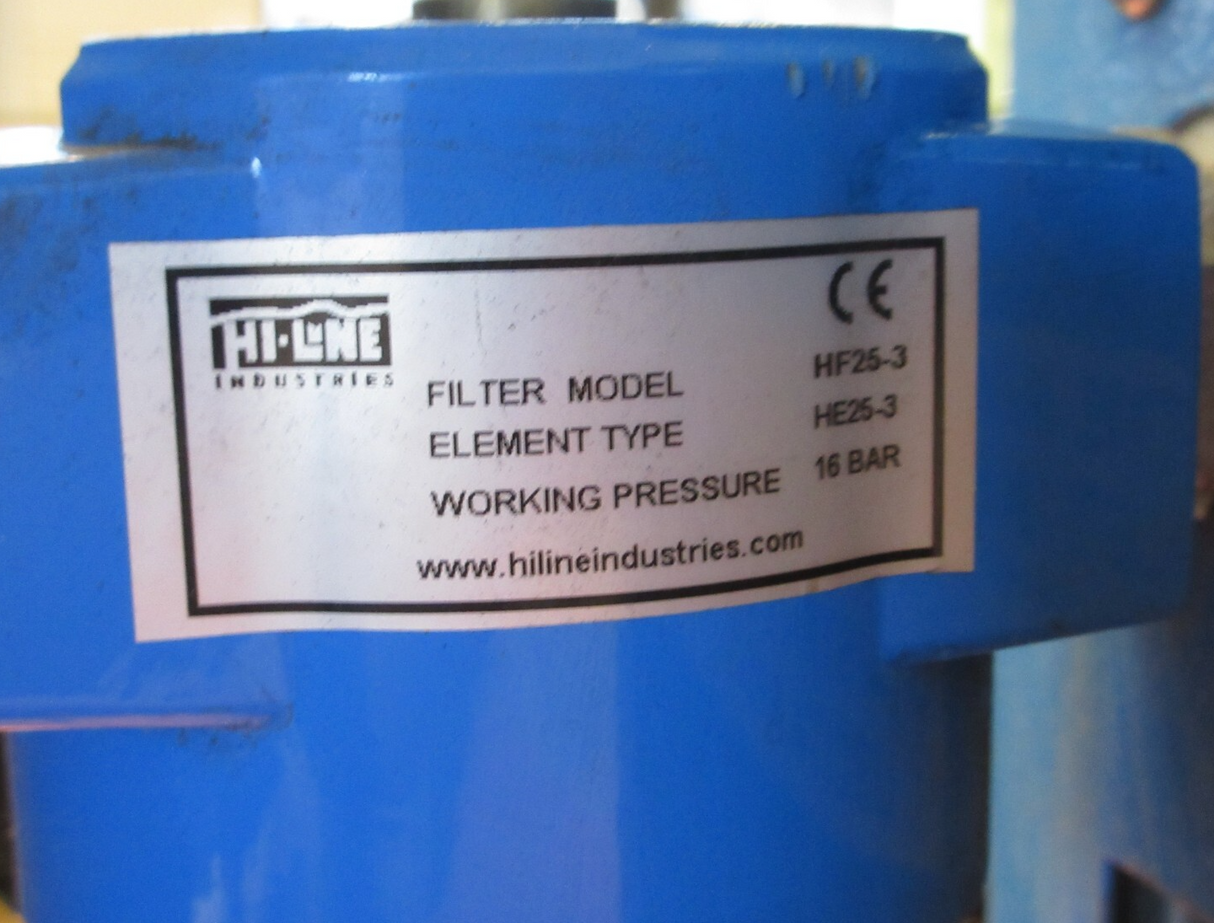 CE
HI-LINE
INDUSTRIES
FILTER MODEL HF25-3
ELEMENT TYPE HE25-3
WORKING PRESSURE 16 BAR
www.hilineindustries.com